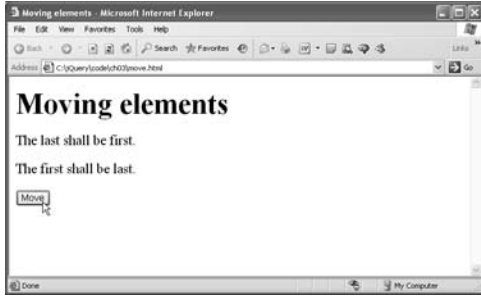 Moving elements - Microsoft Internet Explorer
File Edit View Favorites Tools Help
Back Search Favorites Links »
Address C:\jQuery\code\ch03\move.html Go
Moving elements
The last shall be first.
The first shall be last.
Move
Done My Computer